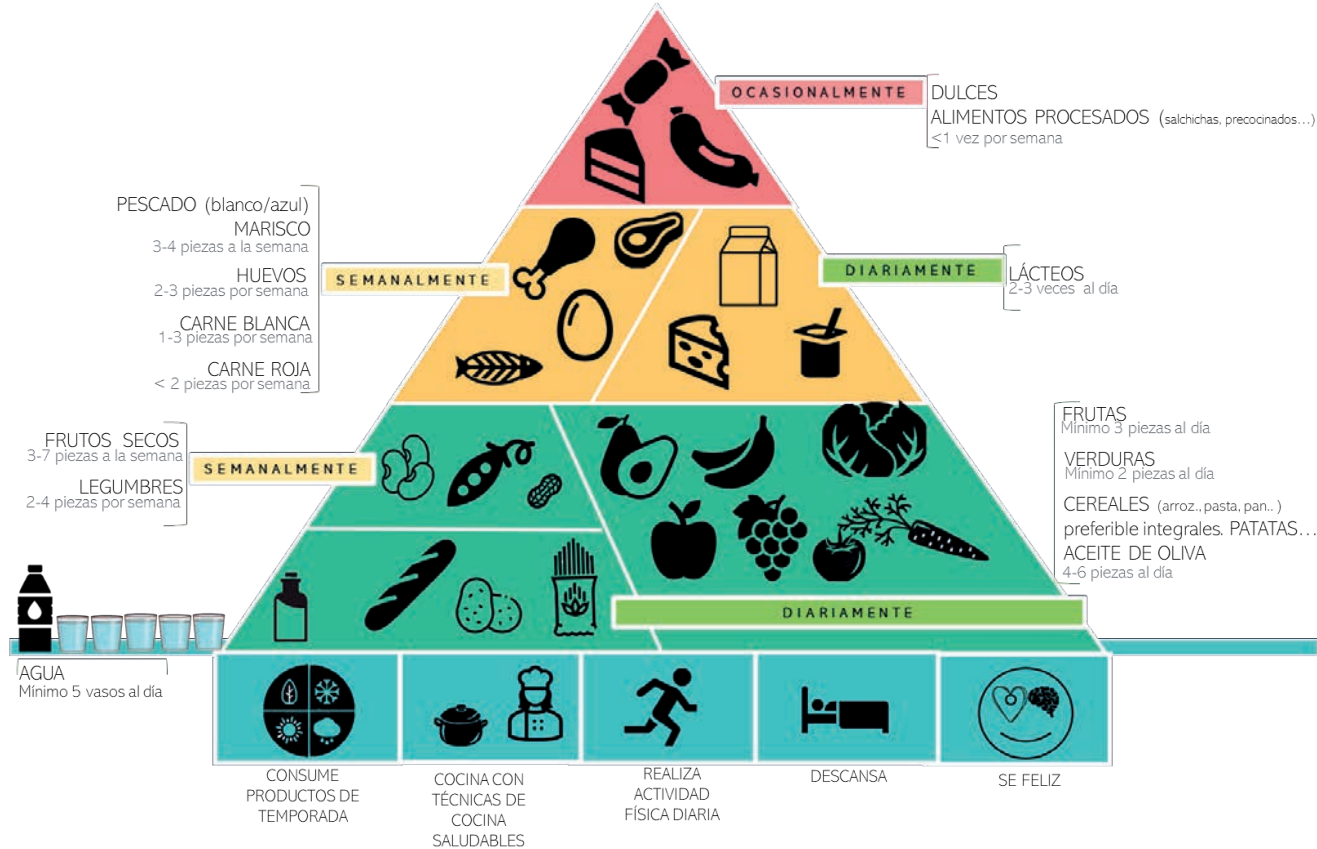 OCASIONALMENTE
DULCES
ALIMENTOS PROCESADOS (salchichas, precocinados...)
<1 vez por semana
PESCADO (blanco/azul)
MARISCO
3-4 piezas a la semana
HUEVOS
2-3 piezas por semana
CARNE BLANCA
1-3 piezas por semana
CARNE ROJA
< 2 piezas por semana
SEMANALMENTE
DIARIAMENTE
LÁCTEOS
2-3 veces al día
FRUTOS SECOS
3-7 piezas a la semana
LEGUMBRES
2-4 piezas por semana
SEMANALMENTE
FRUTAS
Mínimo 3 piezas al día
VERDURAS
Mínimo 2 piezas al día
CEREALES (arroz., pasta, pan.. )
preferible integrales. PATATAS...
ACEITE DE OLIVA
4-6 piezas al día
DIARIAMENTE
AGUA
Mínimo 5 vasos al día
CONSUME
PRODUCTOS DE
TEMPORADA
COCINA CON
TÉCNICAS DE
COCINA
SALUDABLES
REALIZA
ACTIVIDAD
FÍSICA DIARIA
DESCANSA
SE FELIZ